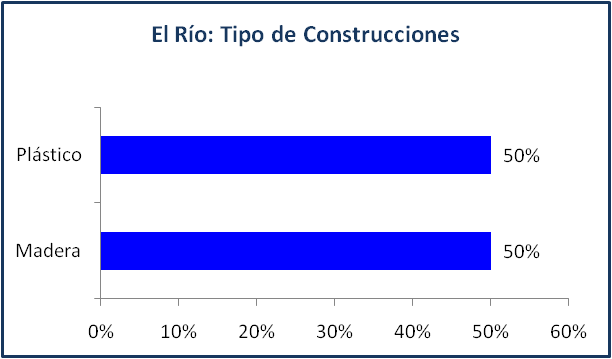 El Río: Tipo de Construcciones
Plástico 50%
Madera 50%
0% 10% 20% 30% 40% 50% 60%